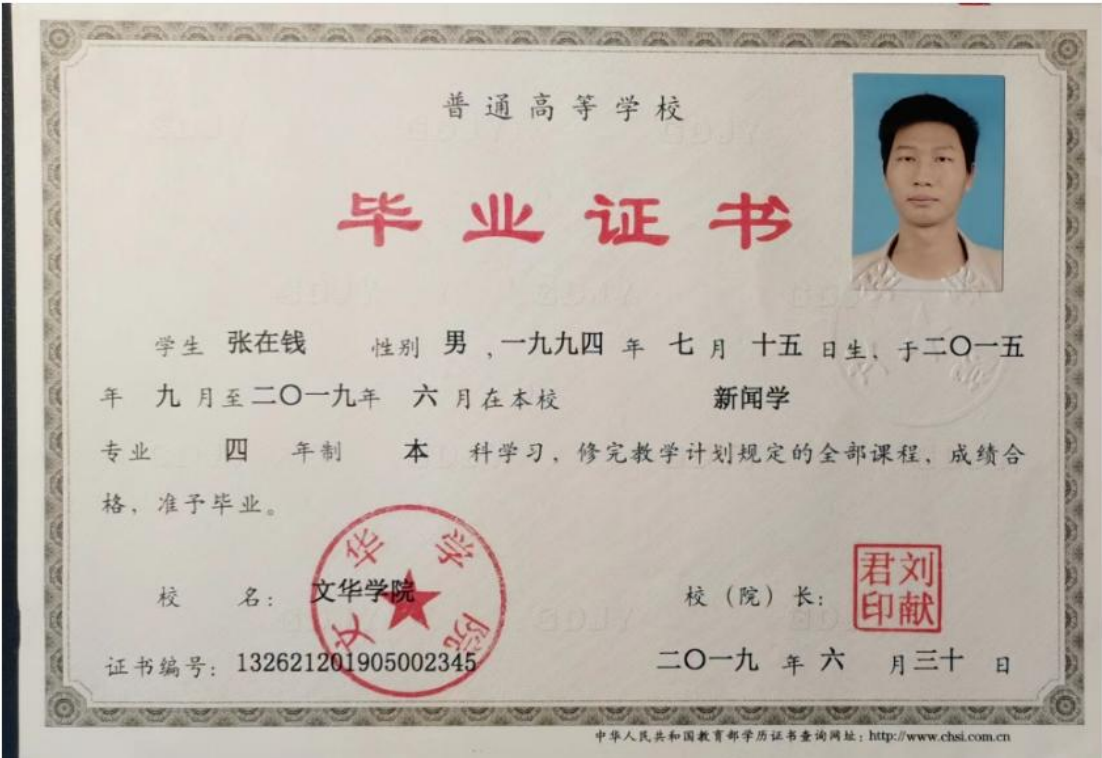 普通高等学校
毕业证书
学生 张在钱 性别 男 ,一九九四 年 七 月 十五 日生、于二〇一五
年 九 月至二〇一九年 六 月在本校 新闻学
专业 四 年制 本 科学习，修完教学计划规定的全部课程、成绩合
格，准予毕业。
校 名: 文华学院 校（院）长:
文华学院
刘献君印
证书编号: 132621201905002345 二〇一九 年 六 月三十 日
中华人民共和国教育部学历证书查询网址: http://www.chsi.com.cn